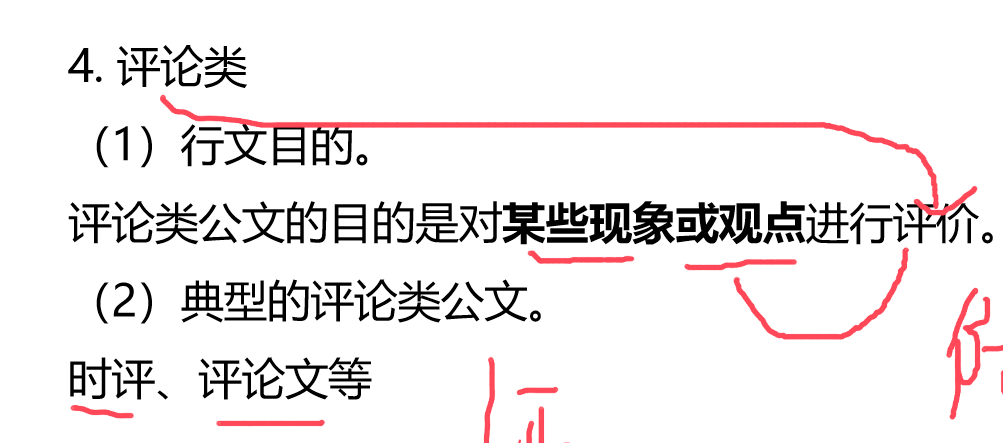 4. 评论类
（1）行文目的。
评论类公文的目的是对某些现象或观点进行评价。
（2）典型的评论类公文。
时评、评论文等